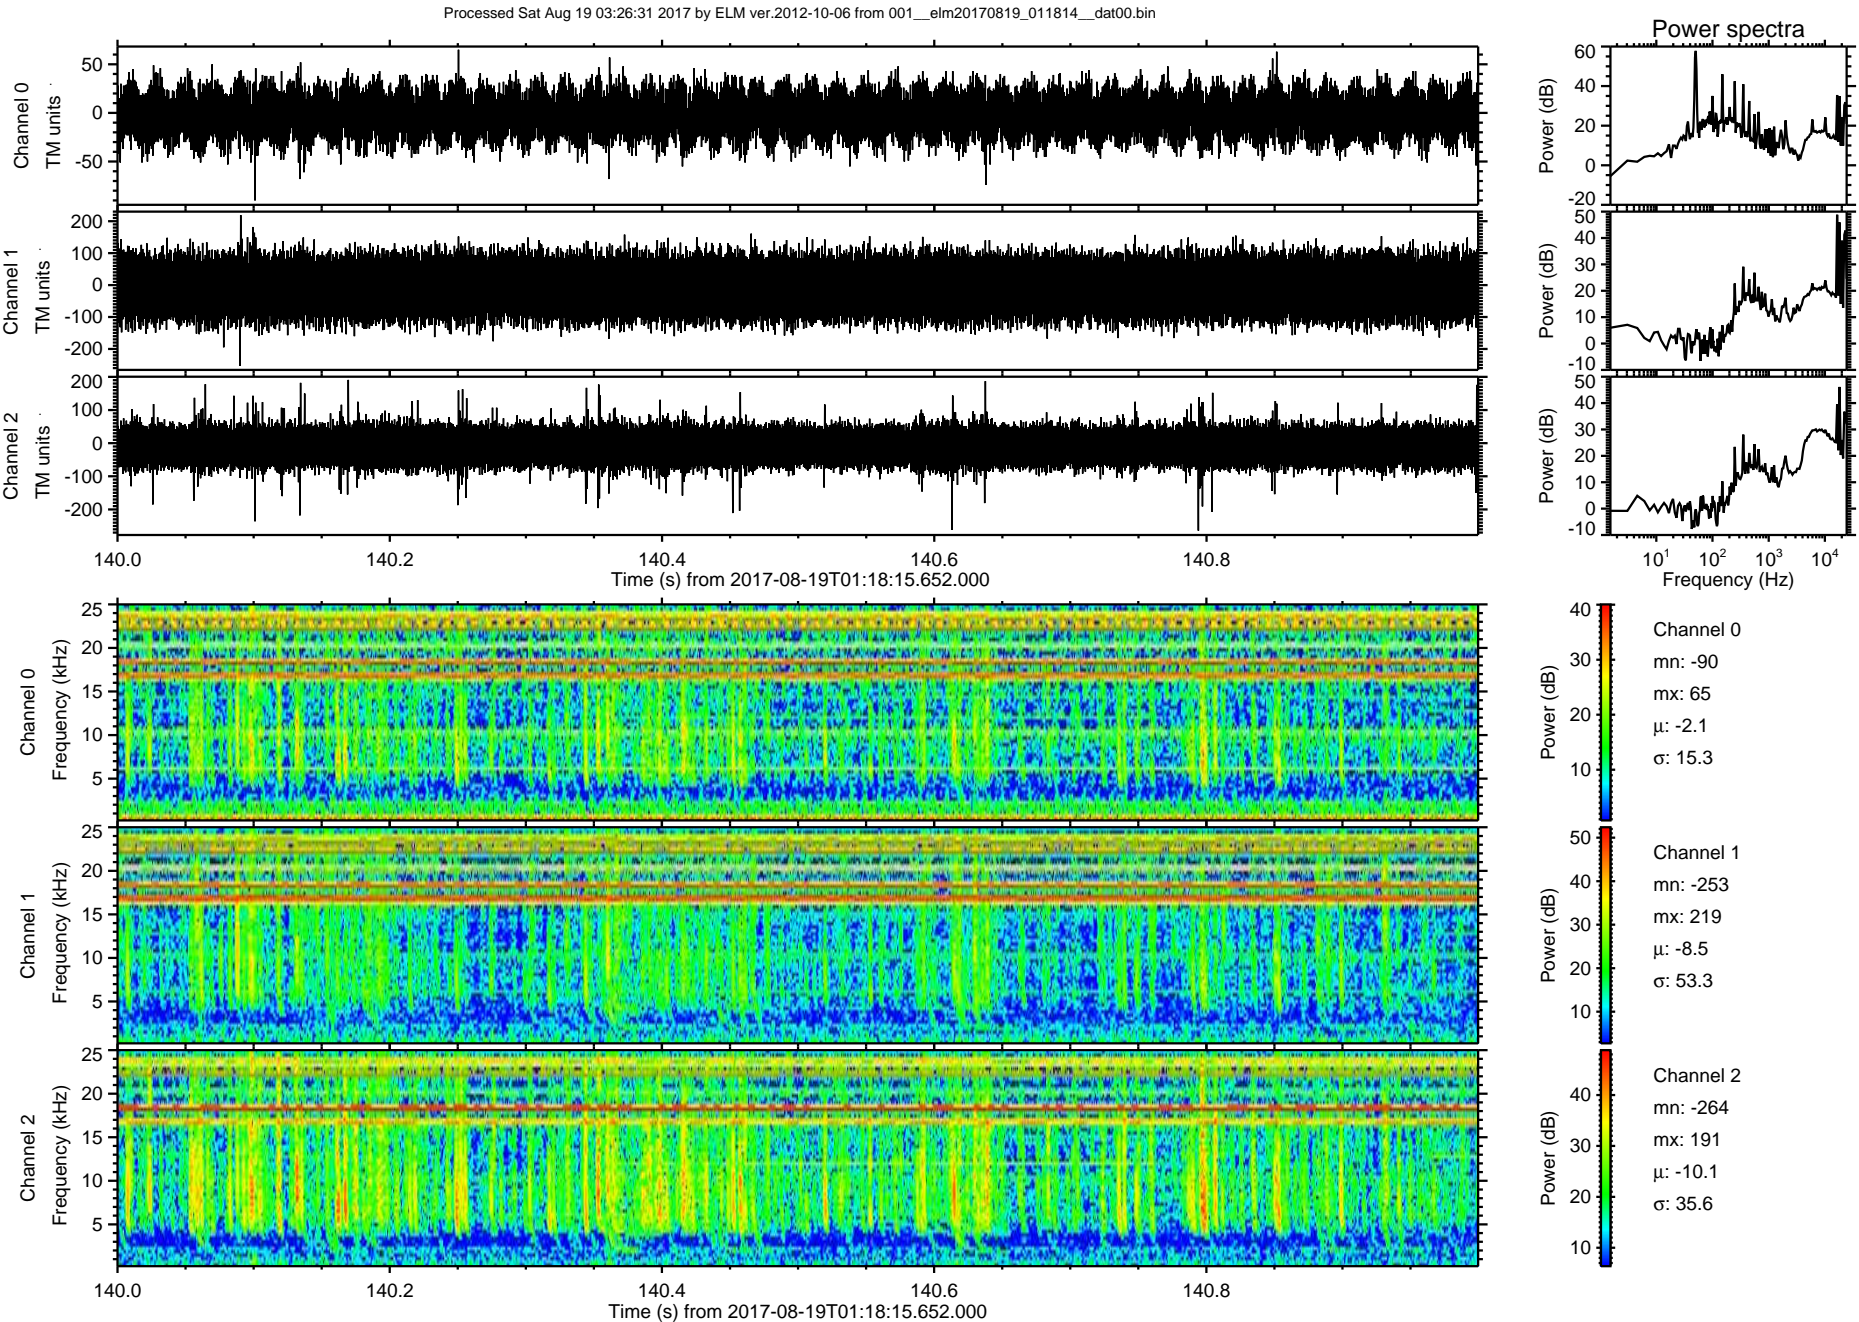 Processed Sat Aug 19 03:26:31 2017 by ELM ver.2012-10-06 from 001__elm20170819_011814__dat00.bin
Power spectra
Channel 0
TM units
50
0
-50
Power (dB)
60
40
20
0
-20
Channel 1
TM units
200
100
0
-100
-200
Power (dB)
50
40
30
20
10
0
-10
Channel 2
TM units
200
100
0
-100
-200
Power (dB)
50
40
30
20
10
0
-10
140.0 140.2 140.4 140.6 140.8
Time (s) from 2017-08-19T01:18:15.652.000
10¹ 10² 10³ 10⁴
Frequency (Hz)
Channel 0
Frequency (kHz)
25
20
15
10
5
Power (dB)
40
30
20
10
Channel 0
mn: -90
mx: 65
μ: -2.1
σ: 15.3
Channel 1
Frequency (kHz)
25
20
15
10
5
Power (dB)
50
40
30
20
10
Channel 1
mn: -253
mx: 219
μ: -8.5
σ: 53.3
Channel 2
Frequency (kHz)
25
20
15
10
5
Power (dB)
40
30
20
10
Channel 2
mn: -264
mx: 191
μ: -10.1
σ: 35.6
140.0 140.2 140.4 140.6 140.8
Time (s) from 2017-08-19T01:18:15.652.000